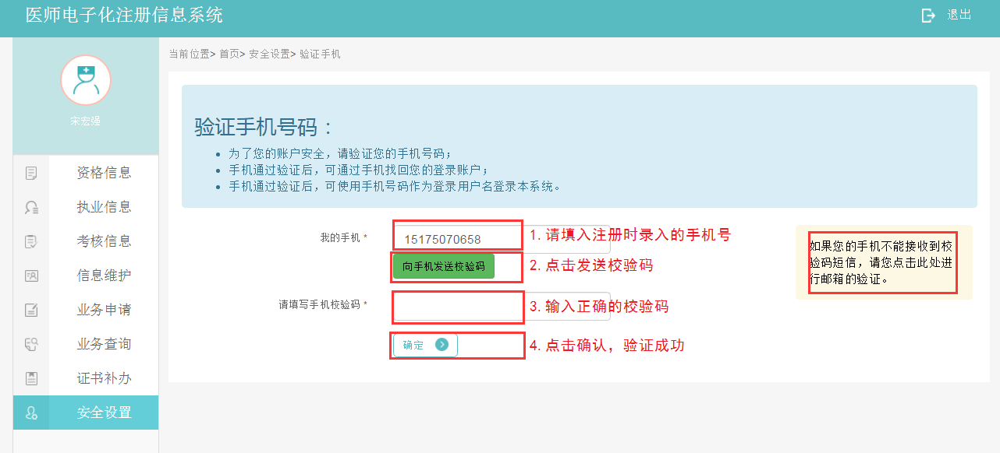 医师电子化注册信息系统
退出
当前位置> 首页> 安全设置> 验证手机
宋宏强
资格信息
执业信息
考核信息
信息维护
业务申请
业务查询
证书补办
安全设置
验证手机号码：
为了您的账户安全，请验证您的手机号码；
手机通过验证后，可通过手机找回您的登录账户；
手机通过验证后，可使用手机号码作为登录用户名登录本系统。
我的手机 * 15175070658 1. 请填入注册时录入的手机号
向手机发送校验码 2. 点击发送校验码
请填写手机校验码 * 3. 输入正确的校验码
确定 4. 点击确认，验证成功
如果您的手机不能接收到校
验码短信，请您点击此处进
行邮箱的验证。